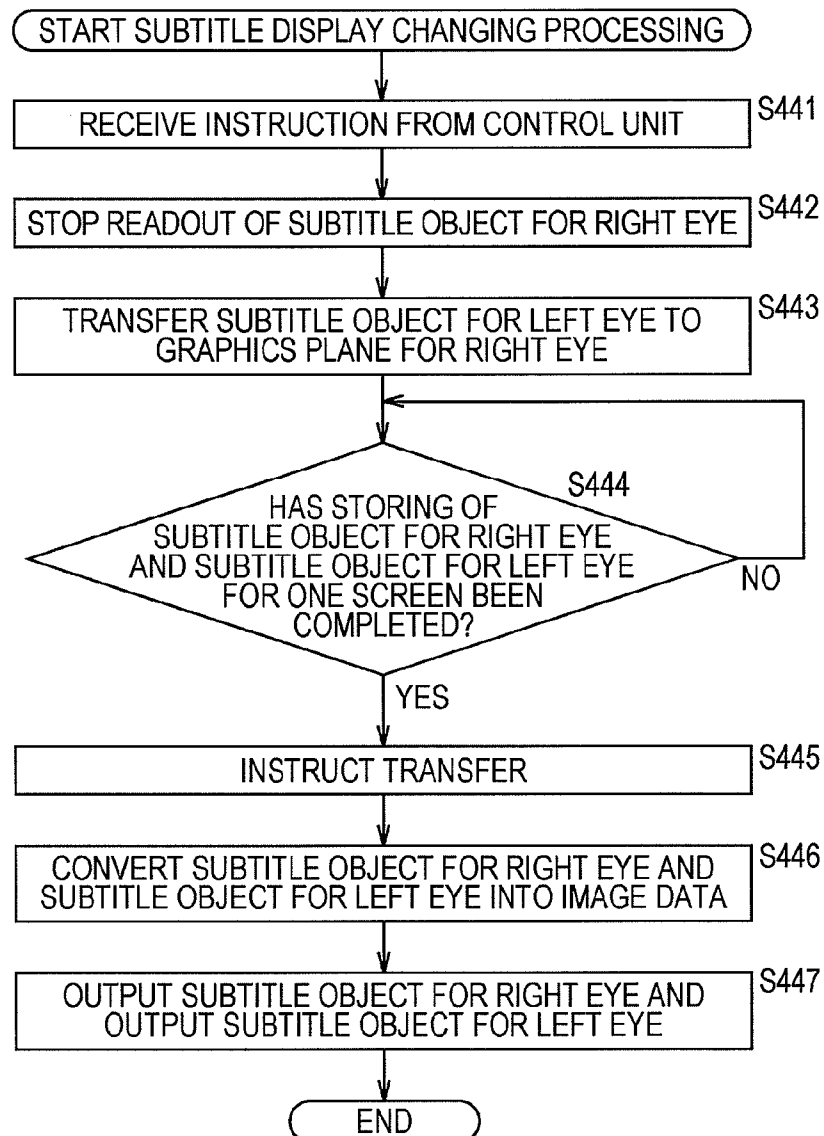 START SUBTITLE DISPLAY CHANGING PROCESSING
S441
RECEIVE INSTRUCTION FROM CONTROL UNIT
S442
STOP READOUT OF SUBTITLE OBJECT FOR RIGHT EYE
S443
TRANSFER SUBTITLE OBJECT FOR LEFT EYE TO
GRAPHICS PLANE FOR RIGHT EYE
S444
HAS STORING OF
SUBTITLE OBJECT FOR RIGHT EYE
AND SUBTITLE OBJECT FOR LEFT EYE
FOR ONE SCREEN BEEN
COMPLETED?
NO
YES
S445
INSTRUCT TRANSFER
S446
CONVERT SUBTITLE OBJECT FOR RIGHT EYE AND
SUBTITLE OBJECT FOR LEFT EYE INTO IMAGE DATA
S447
OUTPUT SUBTITLE OBJECT FOR RIGHT EYE AND
OUTPUT SUBTITLE OBJECT FOR LEFT EYE
END